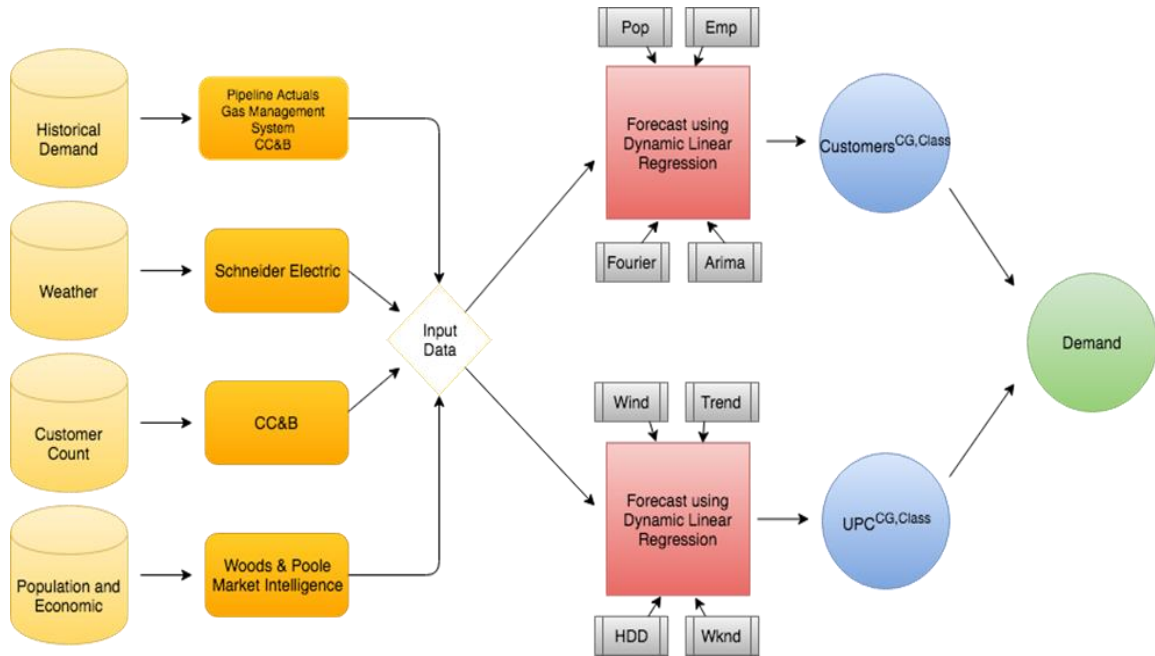 Historical
Demand
Pipeline Actuals
Gas Management
System
CC&B
Weather
Schneider Electric
Customer
Count
CC&B
Population and
Economic
Woods & Poole
Market Intelligence
Input
Data
Pop
Emp
Forecast using
Dynamic Linear
Regression
Fourier
Arima
Customers^CG,Class
Wind
Trend
Forecast using
Dynamic Linear
Regression
HDD
Wknd
UPC^CG,Class
Demand